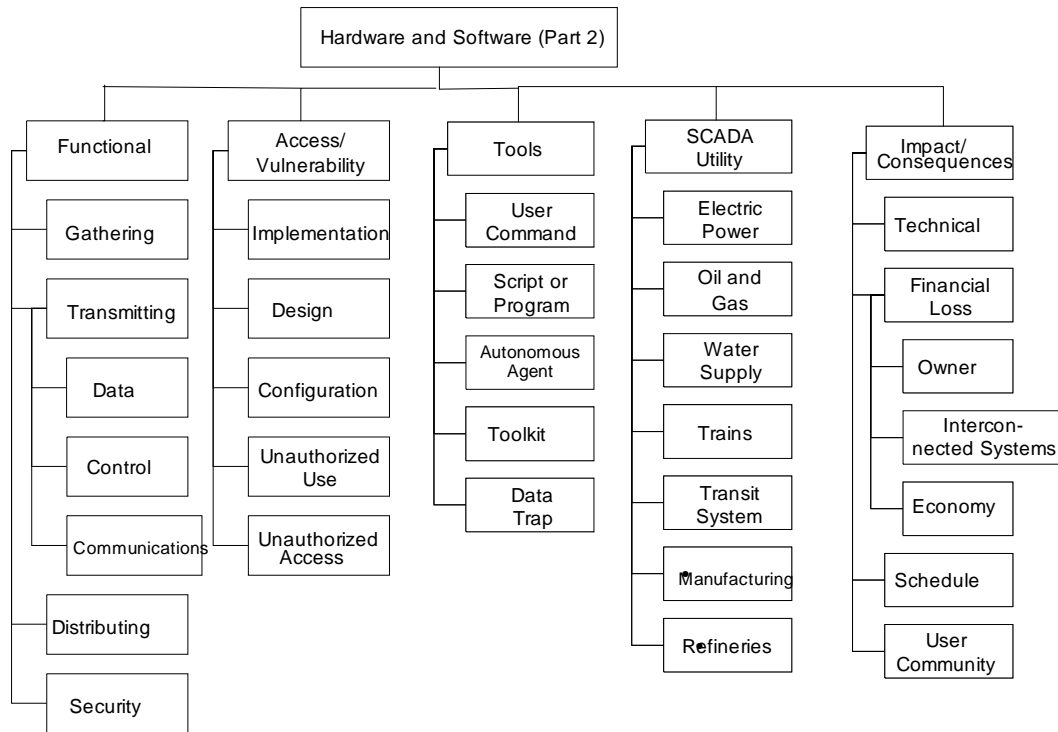 Hardware and Software (Part 2)
Functional
Gathering
Transmitting
Data
Control
Communications
Distributing
Security
Access/
Vulnerability
Implementation
Design
Configuration
Unauthorized
Use
Unauthorized
Access
Tools
User
Command
Script or
Program
Autonomous
Agent
Toolkit
Data
Trap
SCADA
Utility
Electric
Power
Oil and
Gas
Water
Supply
Trains
Transit
System
Manufacturing
Refineries
Impact/
Consequences
Technical
Financial
Loss
Owner
Intercon-
nected Systems
Economy
Schedule
User
Community